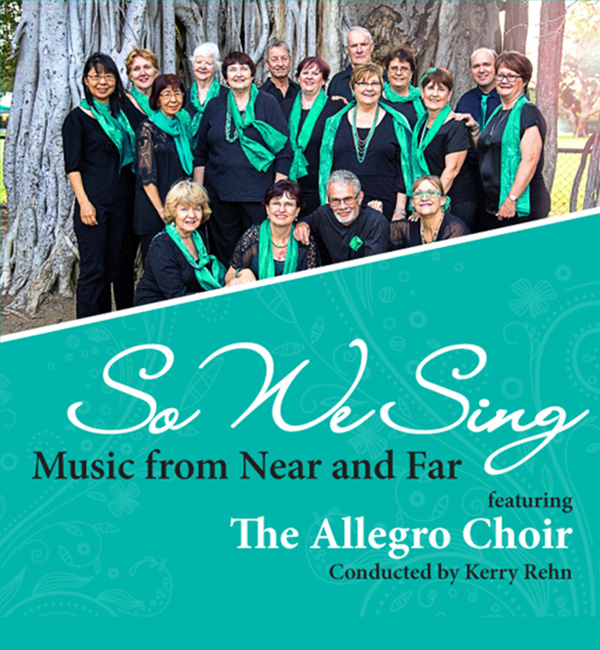 So We Sing
Music from Near and Far
featuring
The Allegro Choir
Conducted by Kerry Rehn